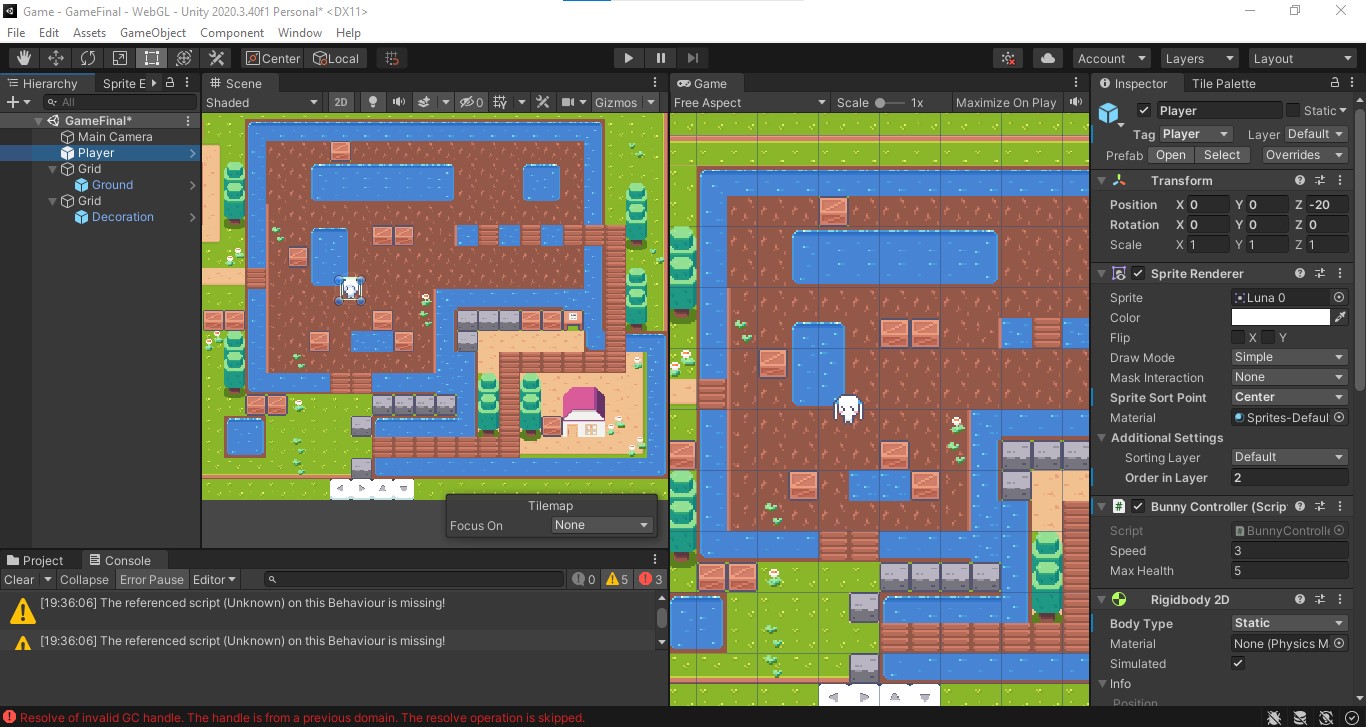 Game - GameFinal - WebGL - Unity 2020.3.40f1 Personal* <DX11>
File Edit Assets GameObject Component Window Help
Center Local Account Layers Layout
Hierarchy Sprite E Scene Game Inspector Tile Palette
All Shaded 2D 0 Gizmos Free Aspect Scale 1x Maximize On Play Player Static
GameFinal*
Main Camera Tag Player Layer Default
Player Prefab Open Select Overrides
Grid
Ground
Grid
Decoration
Transform
Position X 0 Y 0 Z -20
Rotation X 0 Y 0 Z 0
Scale X 1 Y 1 Z 1
Sprite Renderer
Sprite Luna 0
Color
Flip X Y
Draw Mode Simple
Mask Interaction None
Sprite Sort Point Center
Material Sprites-Defaul
Additional Settings
Sorting Layer Default
Order in Layer 2
Tilemap
Focus On None
Bunny Controller (Scrip
Script BunnyControlle
Speed 3
Max Health 5
Rigidbody 2D
Body Type Static
Material None (Physics M
Simulated
Info
Position
Project Console
Clear Collapse Error Pause Editor 0 5 3
[19:36:06] The referenced script (Unknown) on this Behaviour is missing!
[19:36:06] The referenced script (Unknown) on this Behaviour is missing!
Resolve of invalid GC handle. The handle is from a previous domain. The resolve operation is skipped.